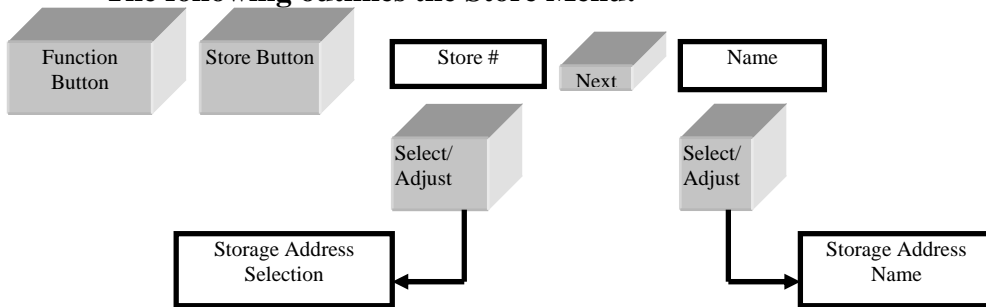 The following outlines the Store Menu:
Function
Button
Store Button
Store #
Next
Name
Select/
Adjust
Select/
Adjust
Storage Address
Selection
Storage Address
Name